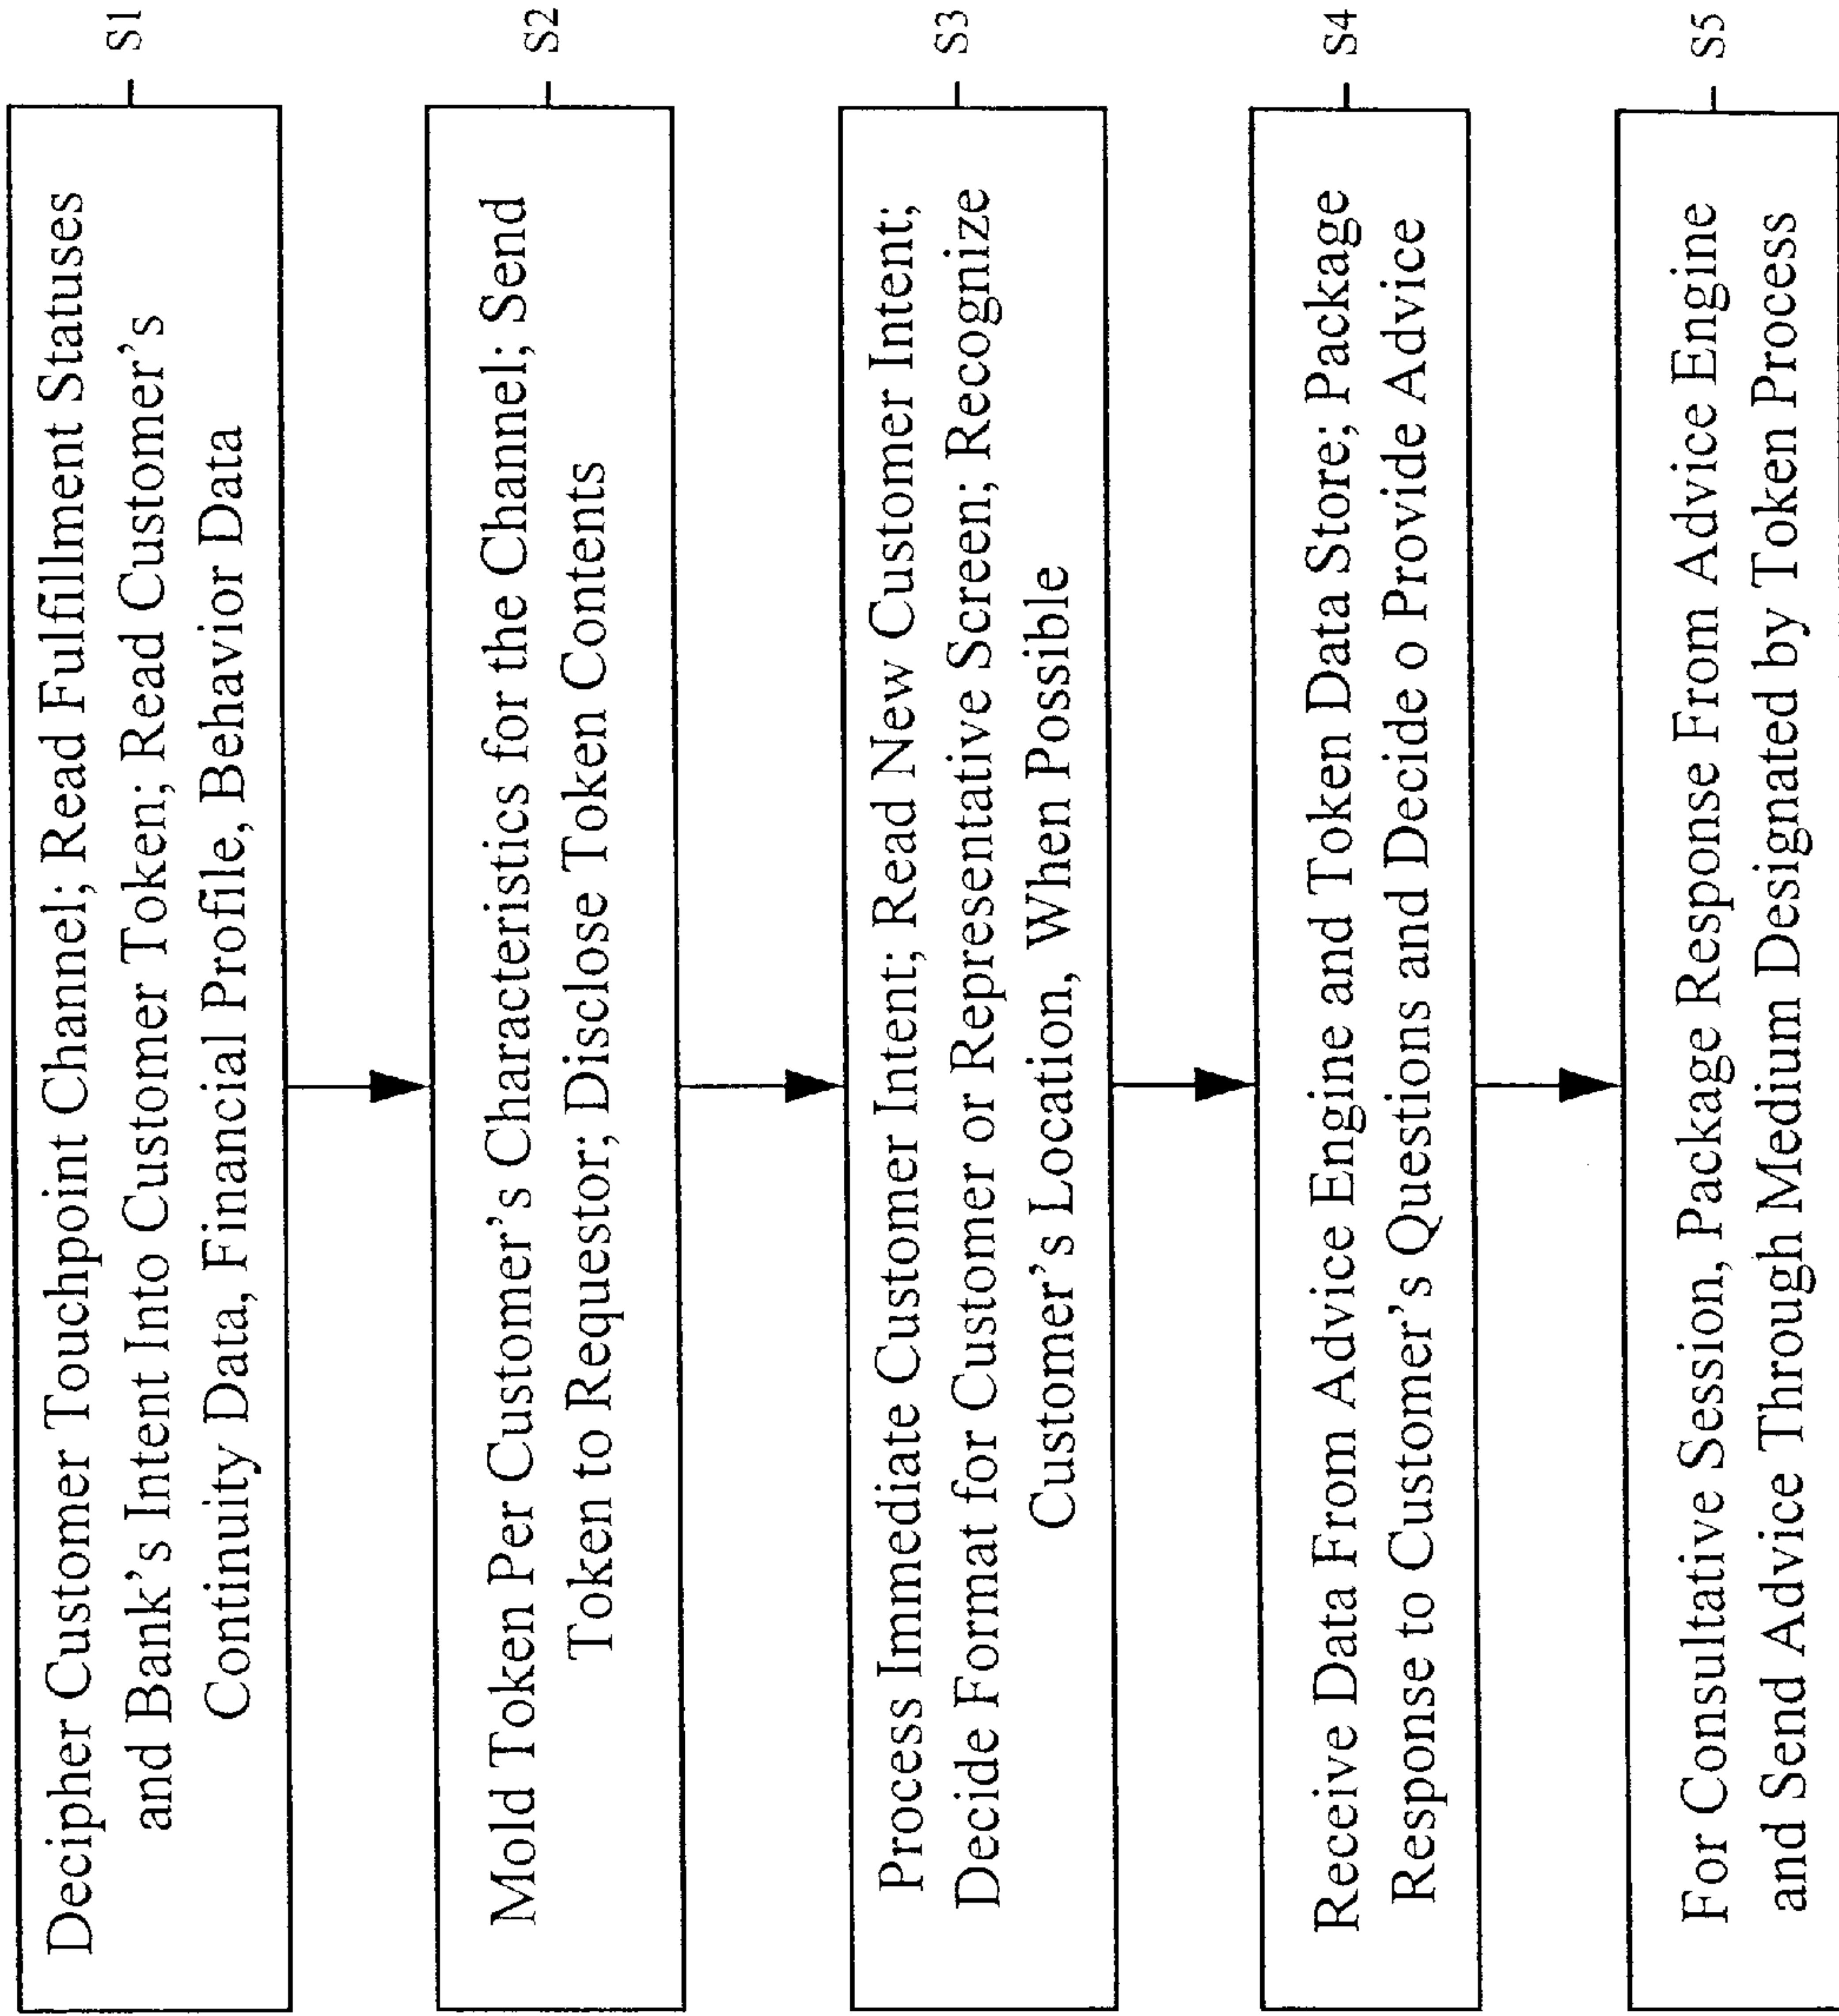 Decipher Customer Touchpoint Channel; Read Fulfillment Statuses
and Bank's Intent Into Customer Token; Read Customer's
Continuity Data, Financial Profile, Behavior Data
S1
Mold Token Per Customer's Characteristics for the Channel; Send
Token to Requestor; Disclose Token Contents
S2
Process Immediate Customer Intent; Read New Customer Intent;
Decide Format for Customer or Representative Screen; Recognize
Customer's Location, When Possible
S3
Receive Data From Advice Engine and Token Data Store; Package
Response to Customer's Questions and Decide o Provide Advice
S4
For Consultative Session, Package Response From Advice Engine
and Send Advice Through Medium Designated by Token Process
S5